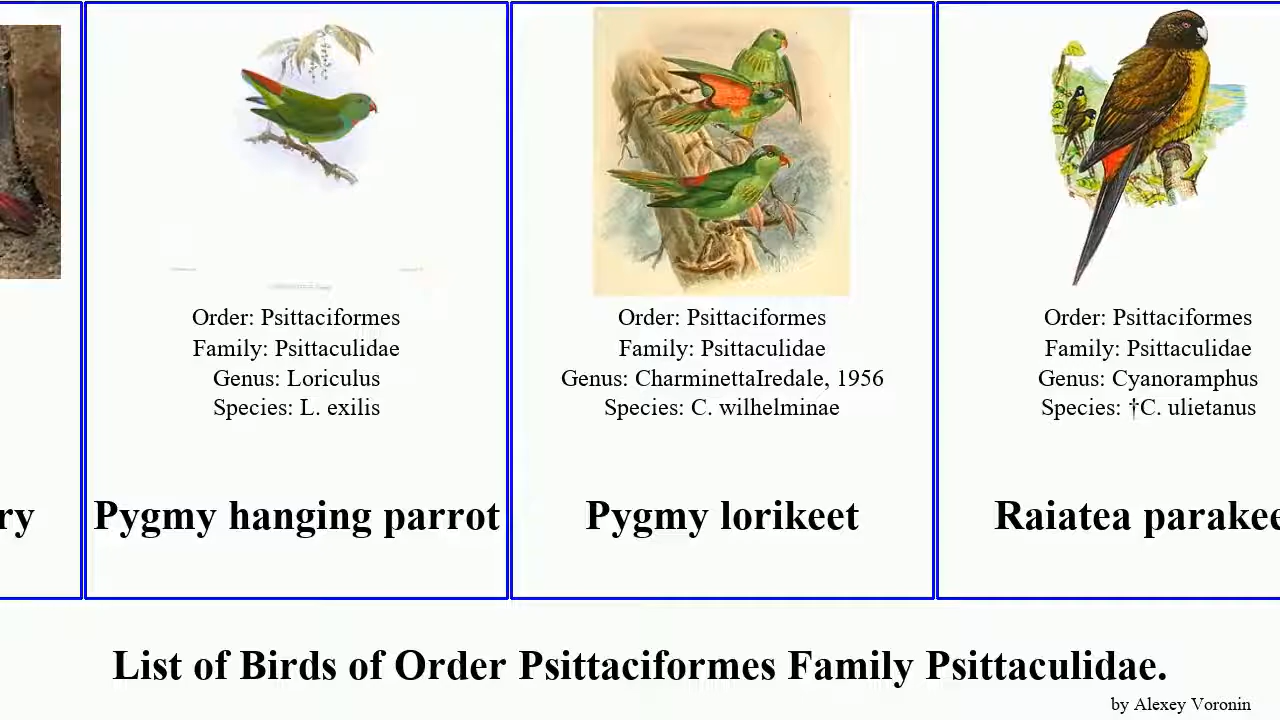 Order: Psittaciformes
Family: Psittaculidae
Genus: Loriculus
Species: L. exilis
Order: Psittaciformes
Family: Psittaculidae
Genus: CharminettaIredale, 1956
Species: C. wilhelminae
Order: Psittaciformes
Family: Psittaculidae
Genus: Cyanoramphus
Species: †C. ulietanus
ry
Pygmy hanging parrot
Pygmy lorikeet
Raiatea parakee
List of Birds of Order Psittaciformes Family Psittaculidae.
by Alexey Voronin